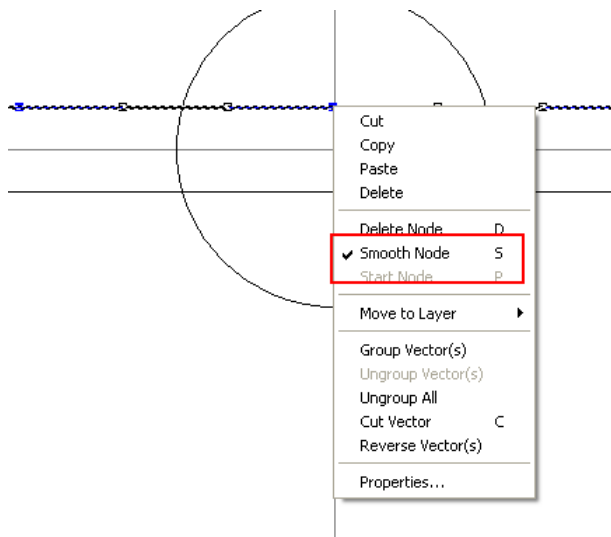 Cut
Copy
Paste
Delete
Delete Node D
Smooth Node S
Start Node P
Move to Layer
Group Vector(s)
Ungroup Vector(s)
Ungroup All
Cut Vector C
Reverse Vector(s)
Properties...